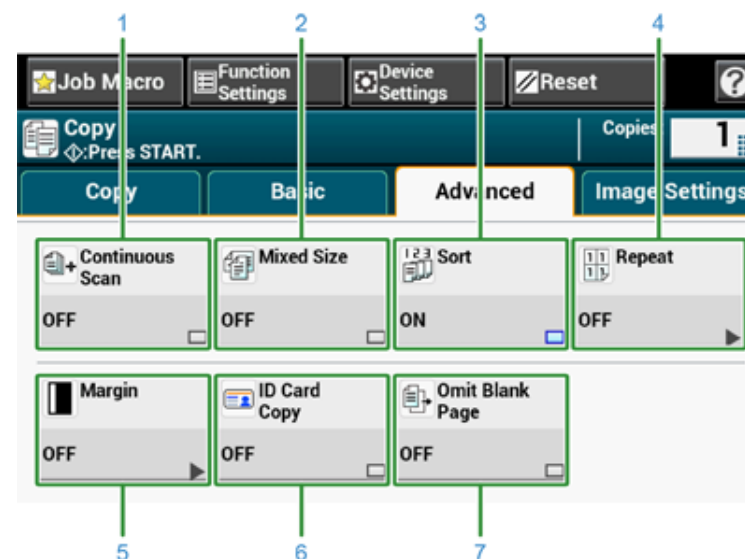 1 2 3 4
Job Macro Function Settings Device Settings Reset ?
Copy Copies: 1
:Press START.
Copy Basic Advanced Image Settings
Continuous Scan Mixed Size Sort Repeat
OFF OFF ON OFF
Margin ID Card Copy Omit Blank Page
OFF OFF OFF
5 6 7